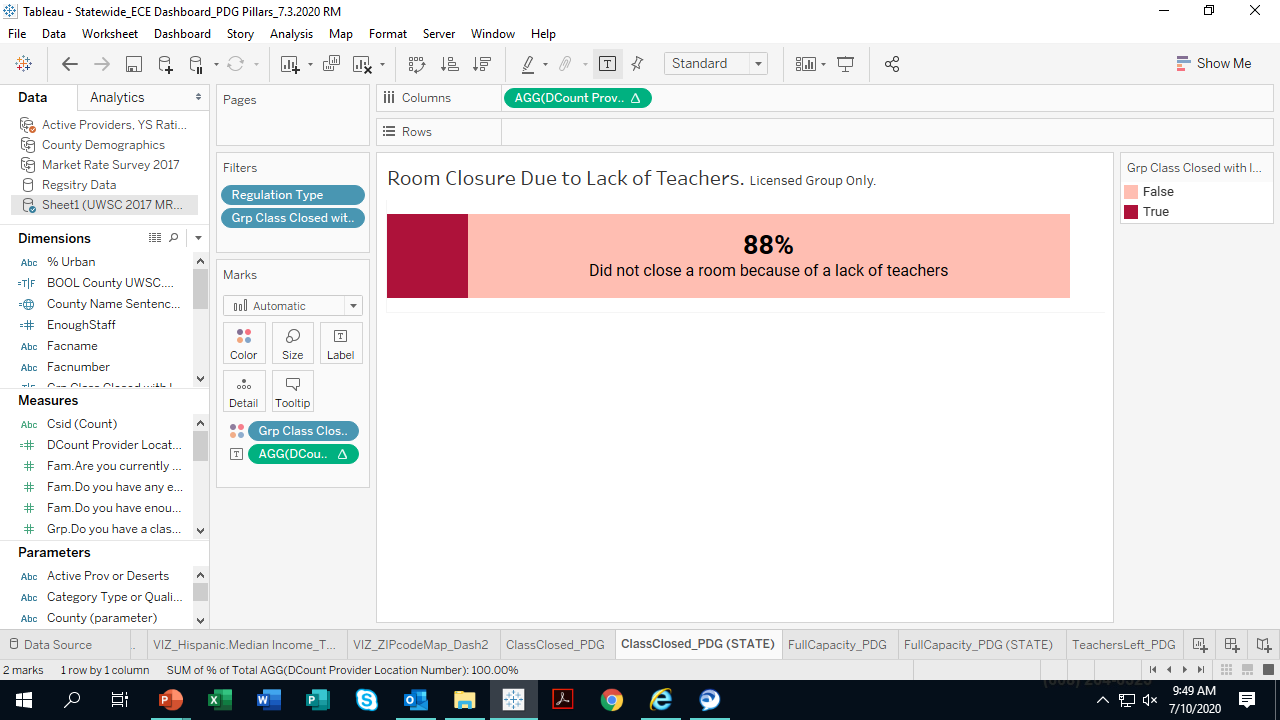 Tableau - Statewide_ECE Dashboard_PDG Pillars_7.3.2020 RM
File Data Worksheet Dashboard Story Analysis Map Format Server Window Help
Standard
Show Me
Data Analytics
Active Providers, YS Rati...
County Demographics
Market Rate Survey 2017
Regsitry Data
Sheet1 (UWSC 2017 MR...
Dimensions
Abc % Urban
=T|F BOOL County UWSC....
County Name Sentenc...
=# EnoughStaff
Abc Facname
Abc Facnumber
Measures
Abc Csid (Count)
=# DCount Provider Locat...
# Fam.Are you currently ...
# Fam.Do you have any e...
# Fam.Do you have enou...
# Grp.Do you have a clas...
Parameters
Abc Active Prov or Deserts
Abc Category Type or Quali...
Abc County (parameter)
Pages
Filters
Regulation Type
Grp Class Closed wit..
Marks
Automatic
Color Size Label
Detail Tooltip
Grp Class Clos..
AGG(DCou.. Δ
Columns AGG(DCount Prov.. Δ
Rows
Room Closure Due to Lack of Teachers. Licensed Group Only.
88%
Did not close a room because of a lack of teachers
Grp Class Closed with l...
False
True
Data Source .. VIZ_Hispanic.Median Income_T... VIZ_ZIPcodeMap_Dash2 ClassClosed_PDG ClassClosed_PDG (STATE) FullCapacity_PDG FullCapacity_PDG (STATE) TeachersLeft_PDG
2 marks 1 row by 1 column SUM of % of Total AGG(DCount Provider Location Number): 100.00%
9:49 AM
7/10/2020